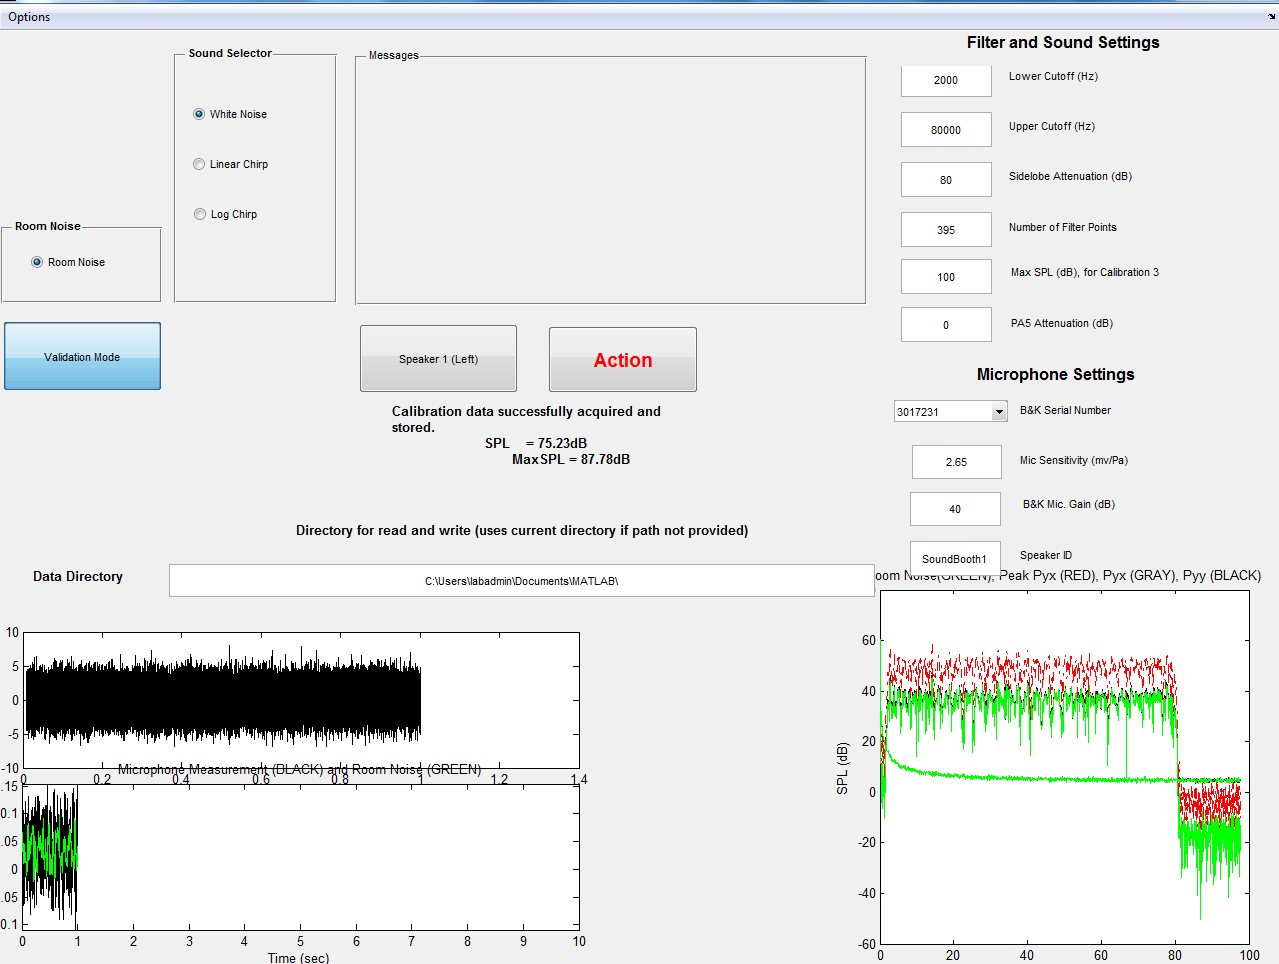 Options
Sound Selector
White Noise
Linear Chirp
Log Chirp
Room Noise
Room Noise
Validation Mode
Messages
Speaker 1 (Left)
Action
Calibration data successfully acquired and
stored.
SPL = 75.23dB
MaxSPL = 87.78dB
Filter and Sound Settings
2000 Lower Cutoff (Hz)
80000 Upper Cutoff (Hz)
80 Sidelobe Attenuation (dB)
395 Number of Filter Points
100 Max SPL (dB), for Calibration 3
0 PA5 Attenuation (dB)
Microphone Settings
3017231 B&K Serial Number
2.65 Mic Sensitivity (mv/Pa)
40 B&K Mic. Gain (dB)
SoundBooth1 Speaker ID
Directory for read and write (uses current directory if path not provided)
Data Directory C:\Users\labadmin\Documents\MATLAB\
10
5
0
-5
-10
0 0.2 0.4 0.6 0.8 1 1.2 1.4
Microphone Measurement (BLACK) and Room Noise (GREEN)
.15
0.1
.05
0
.05
0.1
0 1 2 3 4 5 6 7 8 9 10
Time (sec)
oom Noise(GREEN), Peak Pyx (RED), Pyx (GRAY), Pyy (BLACK)
SPL (dB)
60
40
20
0
-20
-40
-60
0 20 40 60 80 100